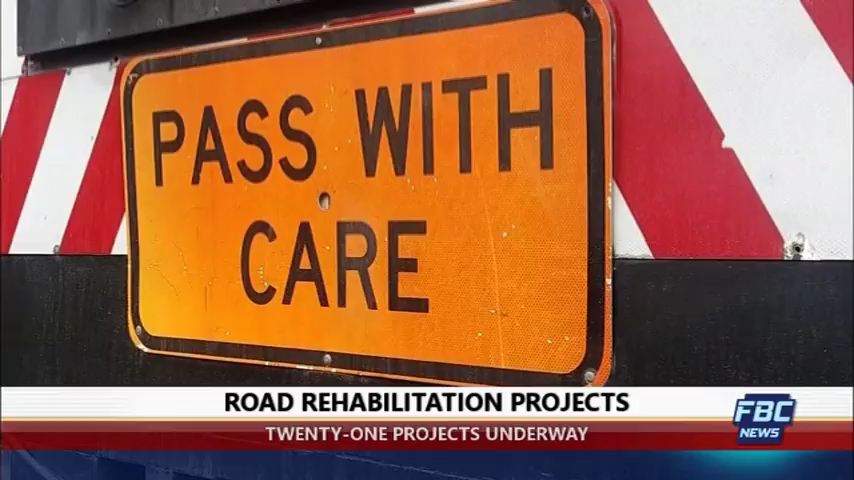 PASS WITH
CARE
ROAD REHABILITATION PROJECTS
TWENTY-ONE PROJECTS UNDERWAY
FBC
NEWS